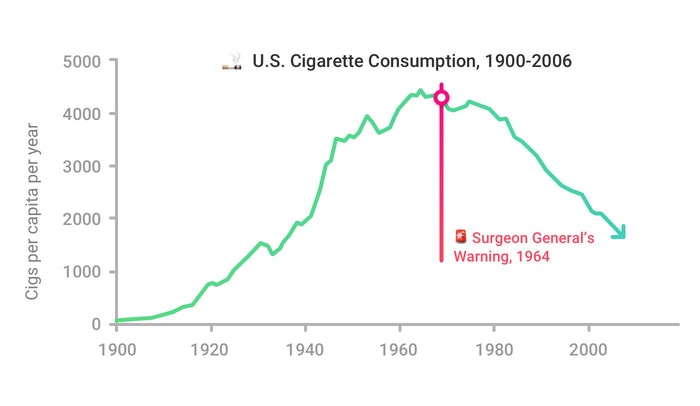 🚬 U.S. Cigarette Consumption, 1900-2006
Cigs per capita per year
5000
4000
3000
2000
1000
0
🚨 Surgeon General’s
Warning, 1964
1900 1920 1940 1960 1980 2000